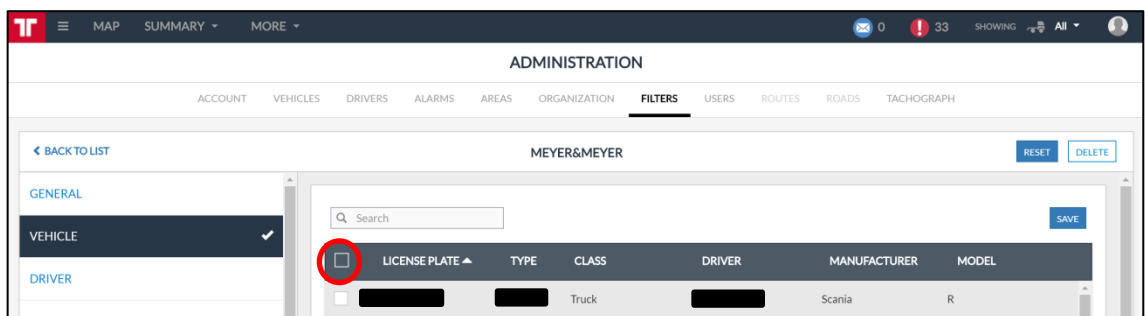 MAP SUMMARY MORE 0 33 SHOWING All
ADMINISTRATION
ACCOUNT VEHICLES DRIVERS ALARMS AREAS ORGANIZATION FILTERS USERS ROUTES ROADS TACHOGRAPH
BACK TO LIST MEYER&MEYER RESET DELETE
GENERAL
Search SAVE
VEHICLE
LICENSE PLATE TYPE CLASS DRIVER MANUFACTURER MODEL
DRIVER
Truck Scania R